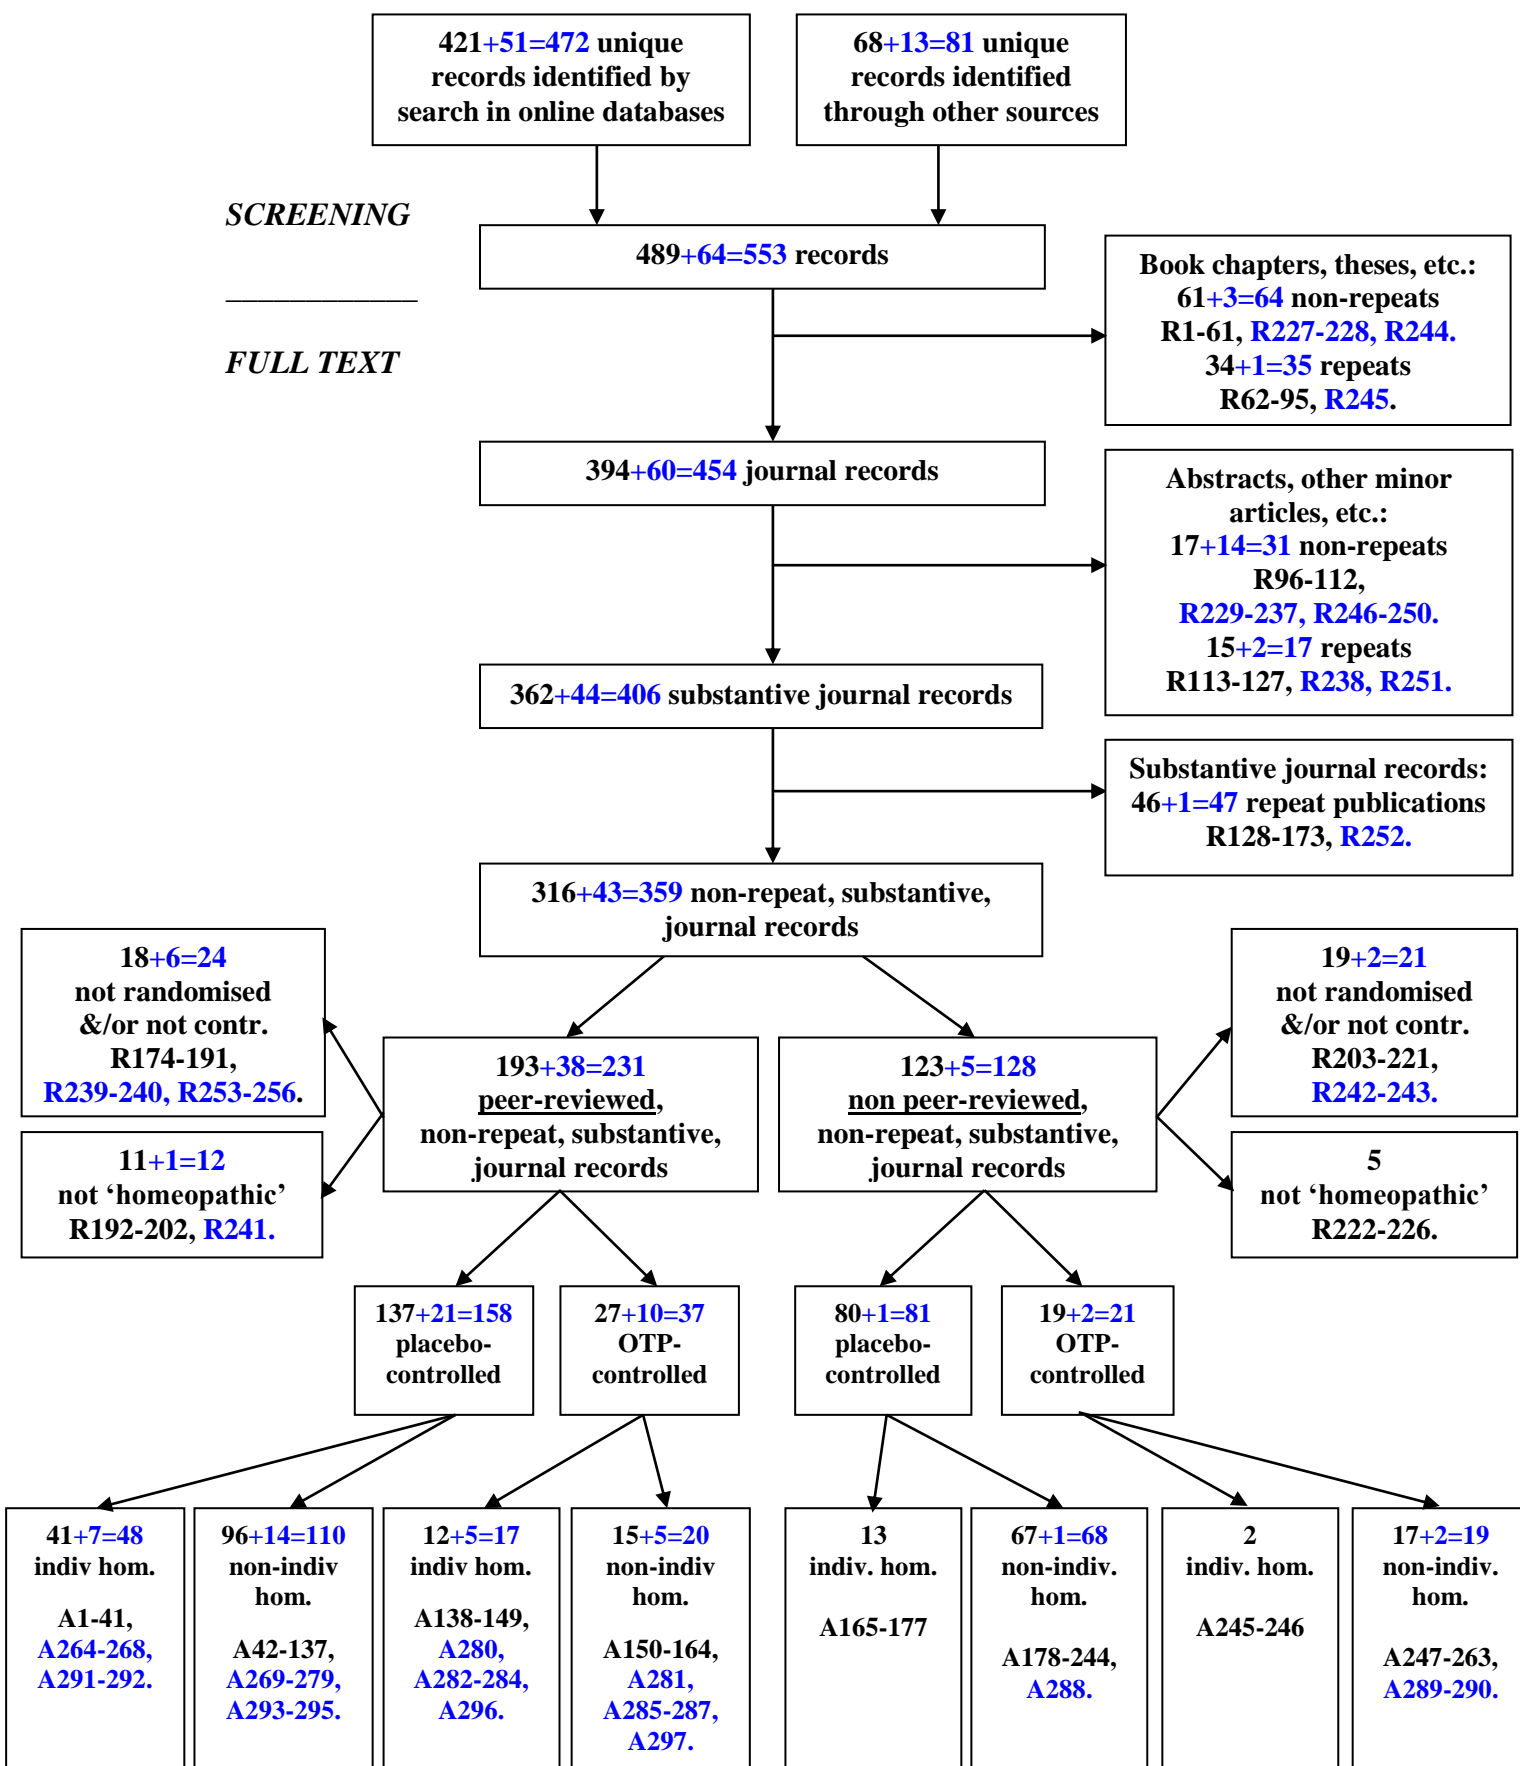 421+51=472 unique
records identified by
search in online databases
68+13=81 unique
records identified
through other sources
SCREENING
489+64=553 records
FULL TEXT
Book chapters, theses, etc.:
61+3=64 non-repeats
R1-61, R227-228, R244.
34+1=35 repeats
R62-95, R245.
394+60=454 journal records
Abstracts, other minor
articles, etc.:
17+14=31 non-repeats
R96-112,
R229-237, R246-250.
15+2=17 repeats
R113-127, R238, R251.
362+44=406 substantive journal records
Substantive journal records:
46+1=47 repeat publications
R128-173, R252.
316+43=359 non-repeat, substantive,
journal records
18+6=24
not randomised
&/or not contr.
R174-191,
R239-240, R253-256.
11+1=12
not ‘homeopathic’
R192-202, R241.
193+38=231
peer-reviewed,
non-repeat, substantive,
journal records
123+5=128
non peer-reviewed,
non-repeat, substantive,
journal records
19+2=21
not randomised
&/or not contr.
R203-221,
R242-243.
5
not ‘homeopathic’
R222-226.
137+21=158
placebo-
controlled
27+10=37
OTP-
controlled
80+1=81
placebo-
controlled
19+2=21
OTP-
controlled
41+7=48
indiv hom.
A1-41,
A264-268,
A291-292.
96+14=110
non-indiv
hom.
A42-137,
A269-279,
A293-295.
12+5=17
indiv hom.
A138-149,
A280,
A282-284,
A296.
15+5=20
non-indiv
hom.
A150-164,
A281,
A285-287,
A297.
13
indiv. hom.
A165-177
67+1=68
non-indiv.
hom.
A178-244,
A288.
2
indiv. hom.
A245-246
17+2=19
non-indiv.
hom.
A247-263,
A289-290.